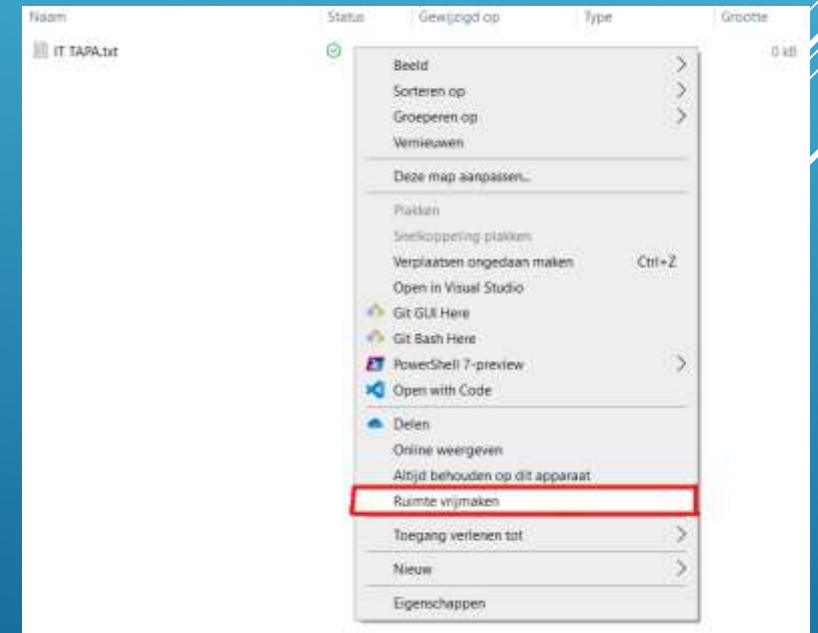 Naam Status Gewijzigd op Type Grootte
IT TAPA.txt 0 kB
Beeld
Sorteren op
Groeperen op
Vernieuwen
Deze map aanpassen...
Plakken
Snelkoppeling plakken
Verplaatsen ongedaan maken Ctrl+Z
Open in Visual Studio
Git GUI Here
Git Bash Here
PowerShell 7-preview
Open with Code
Delen
Online weergeven
Altijd behouden op dit apparaat
Ruimte vrijmaken
Toegang verlenen tot
Nieuw
Eigenschappen